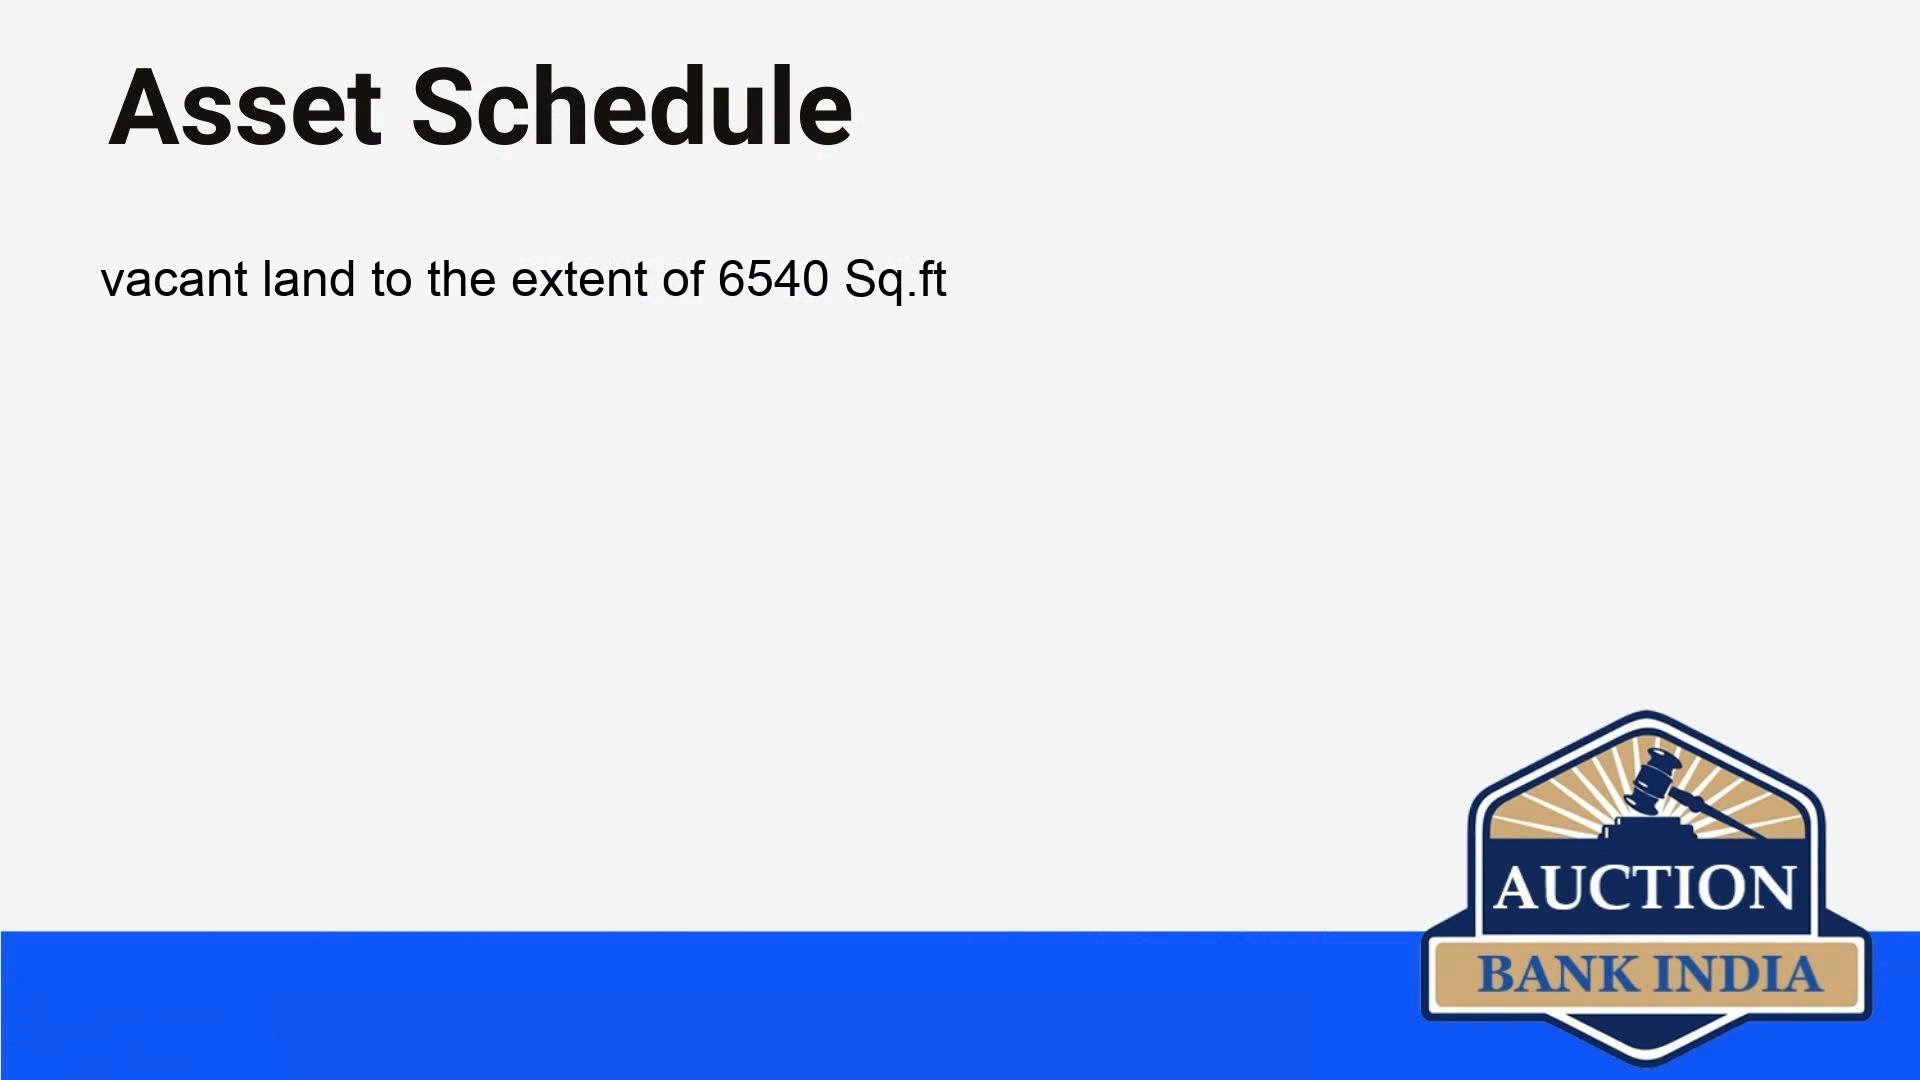 Asset Schedule
vacant land to the extent of 6540 Sq.ft
AUCTION
BANK INDIA